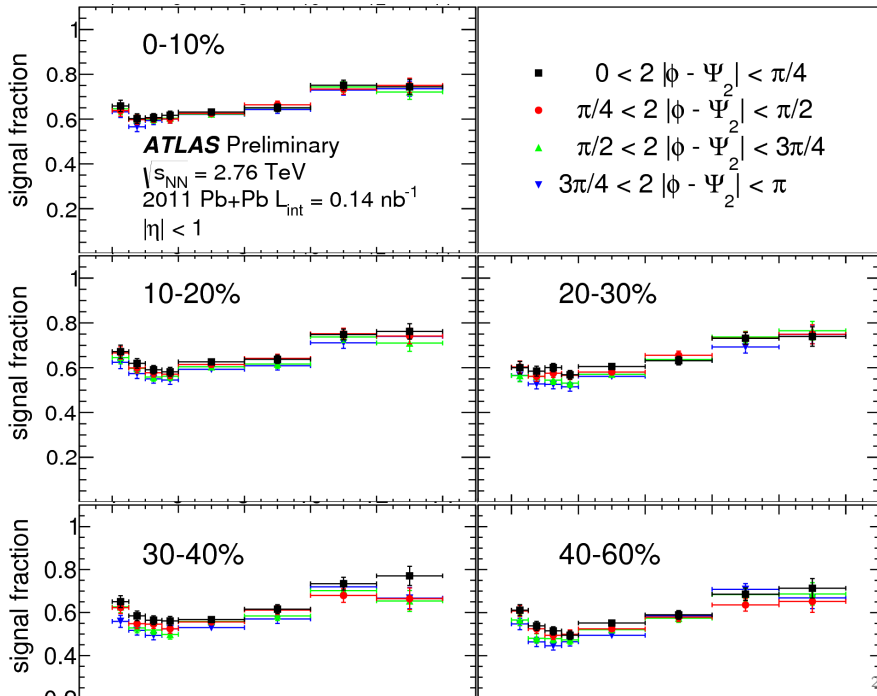 signal fraction
1
0.8
0.6
0.4
0.2
0-10%
ATLAS Preliminary
√s_NN = 2.76 TeV
2011 Pb+Pb L_int = 0.14 nb⁻¹
|η| < 1
0 < 2 |ϕ - Ψ₂| < π/4
π/4 < 2 |ϕ - Ψ₂| < π/2
π/2 < 2 |ϕ - Ψ₂| < 3π/4
3π/4 < 2 |ϕ - Ψ₂| < π
signal fraction
1
0.8
0.6
0.4
0.2
10-20%
20-30%
signal fraction
1
0.8
0.6
0.4
30-40%
40-60%